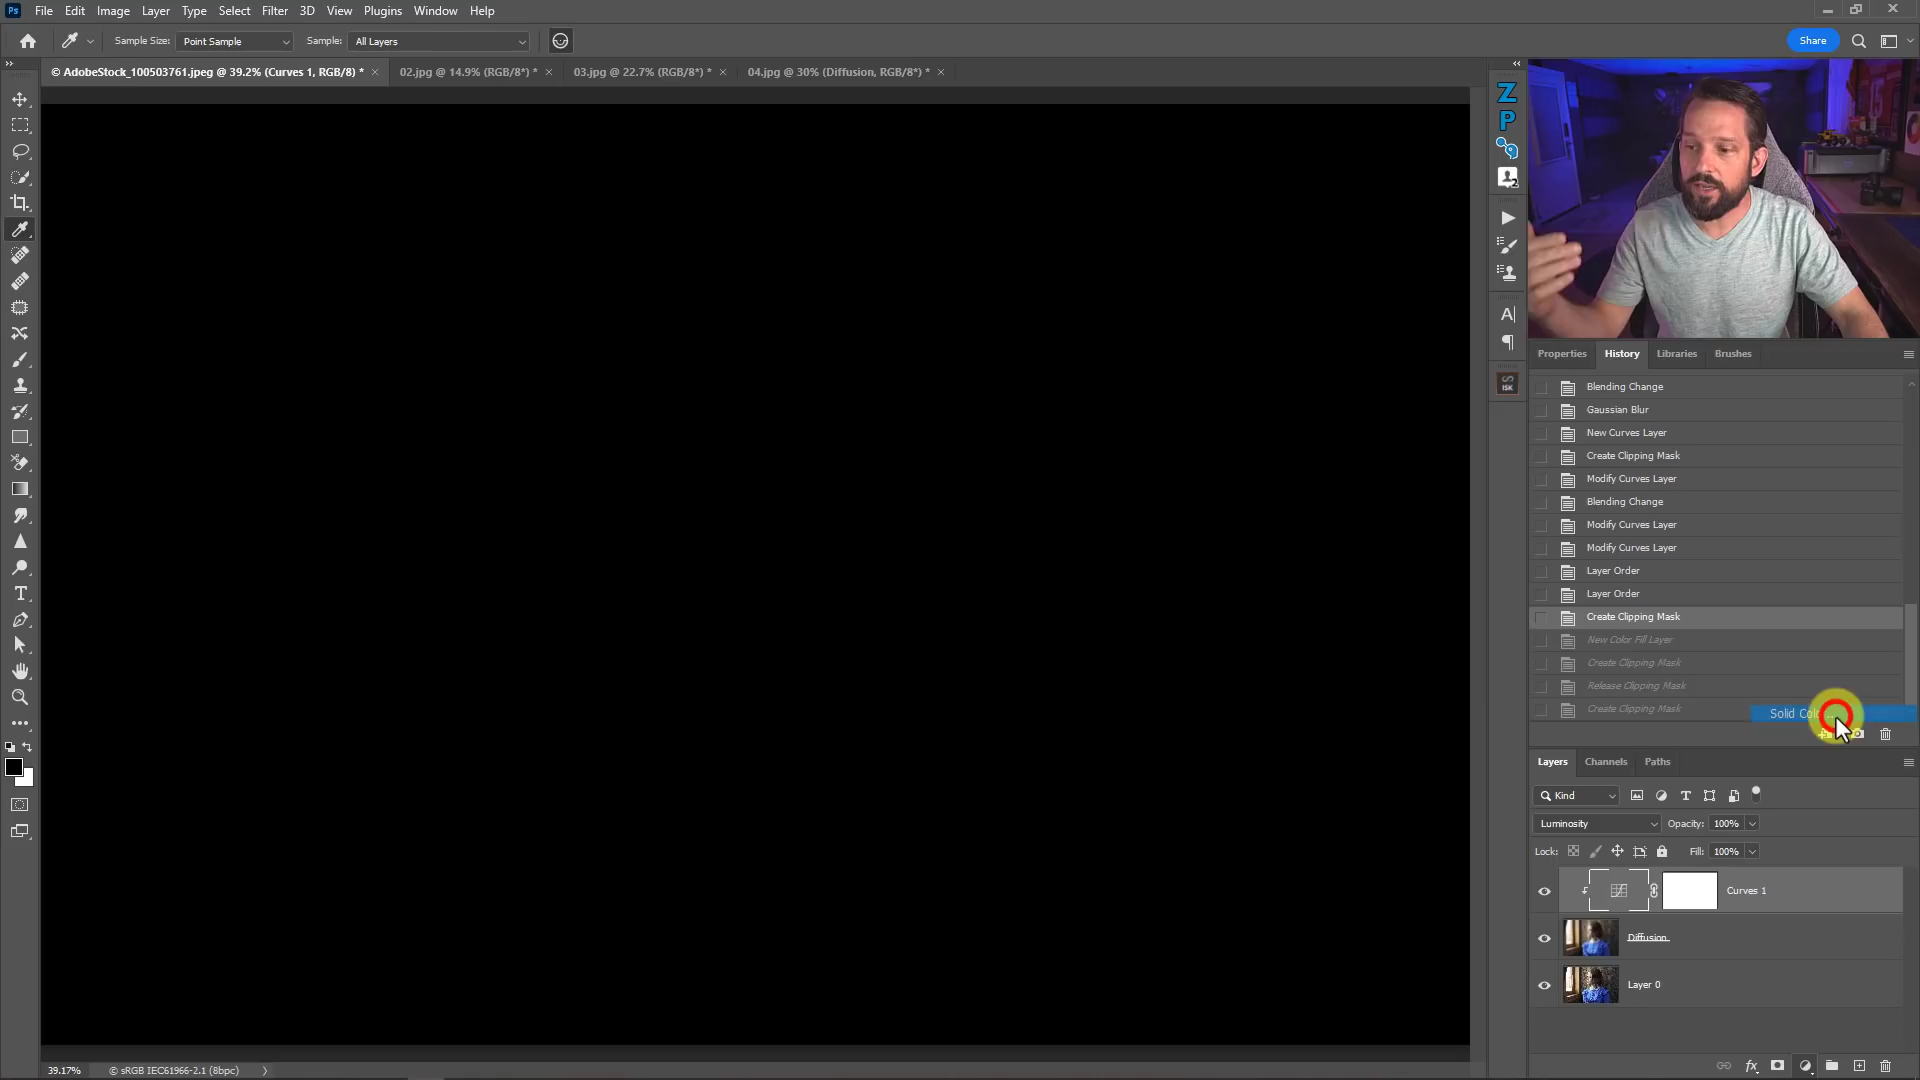 Ps File Edit Image Layer Type Select Filter 3D View Plugins Window Help
Sample Size: Point Sample Sample: All Layers Share
© AdobeStock_100503761.jpeg @ 39.2% (Curves 1, RGB/8) * × 02.jpg @ 14.9% (RGB/8*) * × 03.jpg @ 22.7% (RGB/8*) * × 04.jpg @ 30% (Diffusion, RGB/8*) * ×
Properties History Libraries Brushes
Blending Change
Gaussian Blur
New Curves Layer
Create Clipping Mask
Modify Curves Layer
Blending Change
Modify Curves Layer
Modify Curves Layer
Layer Order
Layer Order
Create Clipping Mask
New Color Fill Layer
Create Clipping Mask
Release Clipping Mask
Create Clipping Mask
Layers Channels Paths
Kind
Luminosity Opacity: 100%
Lock: Fill: 100%
Curves 1
Diffusion
Layer 0
39.17% © sRGB IEC61966-2.1 (8bpc)